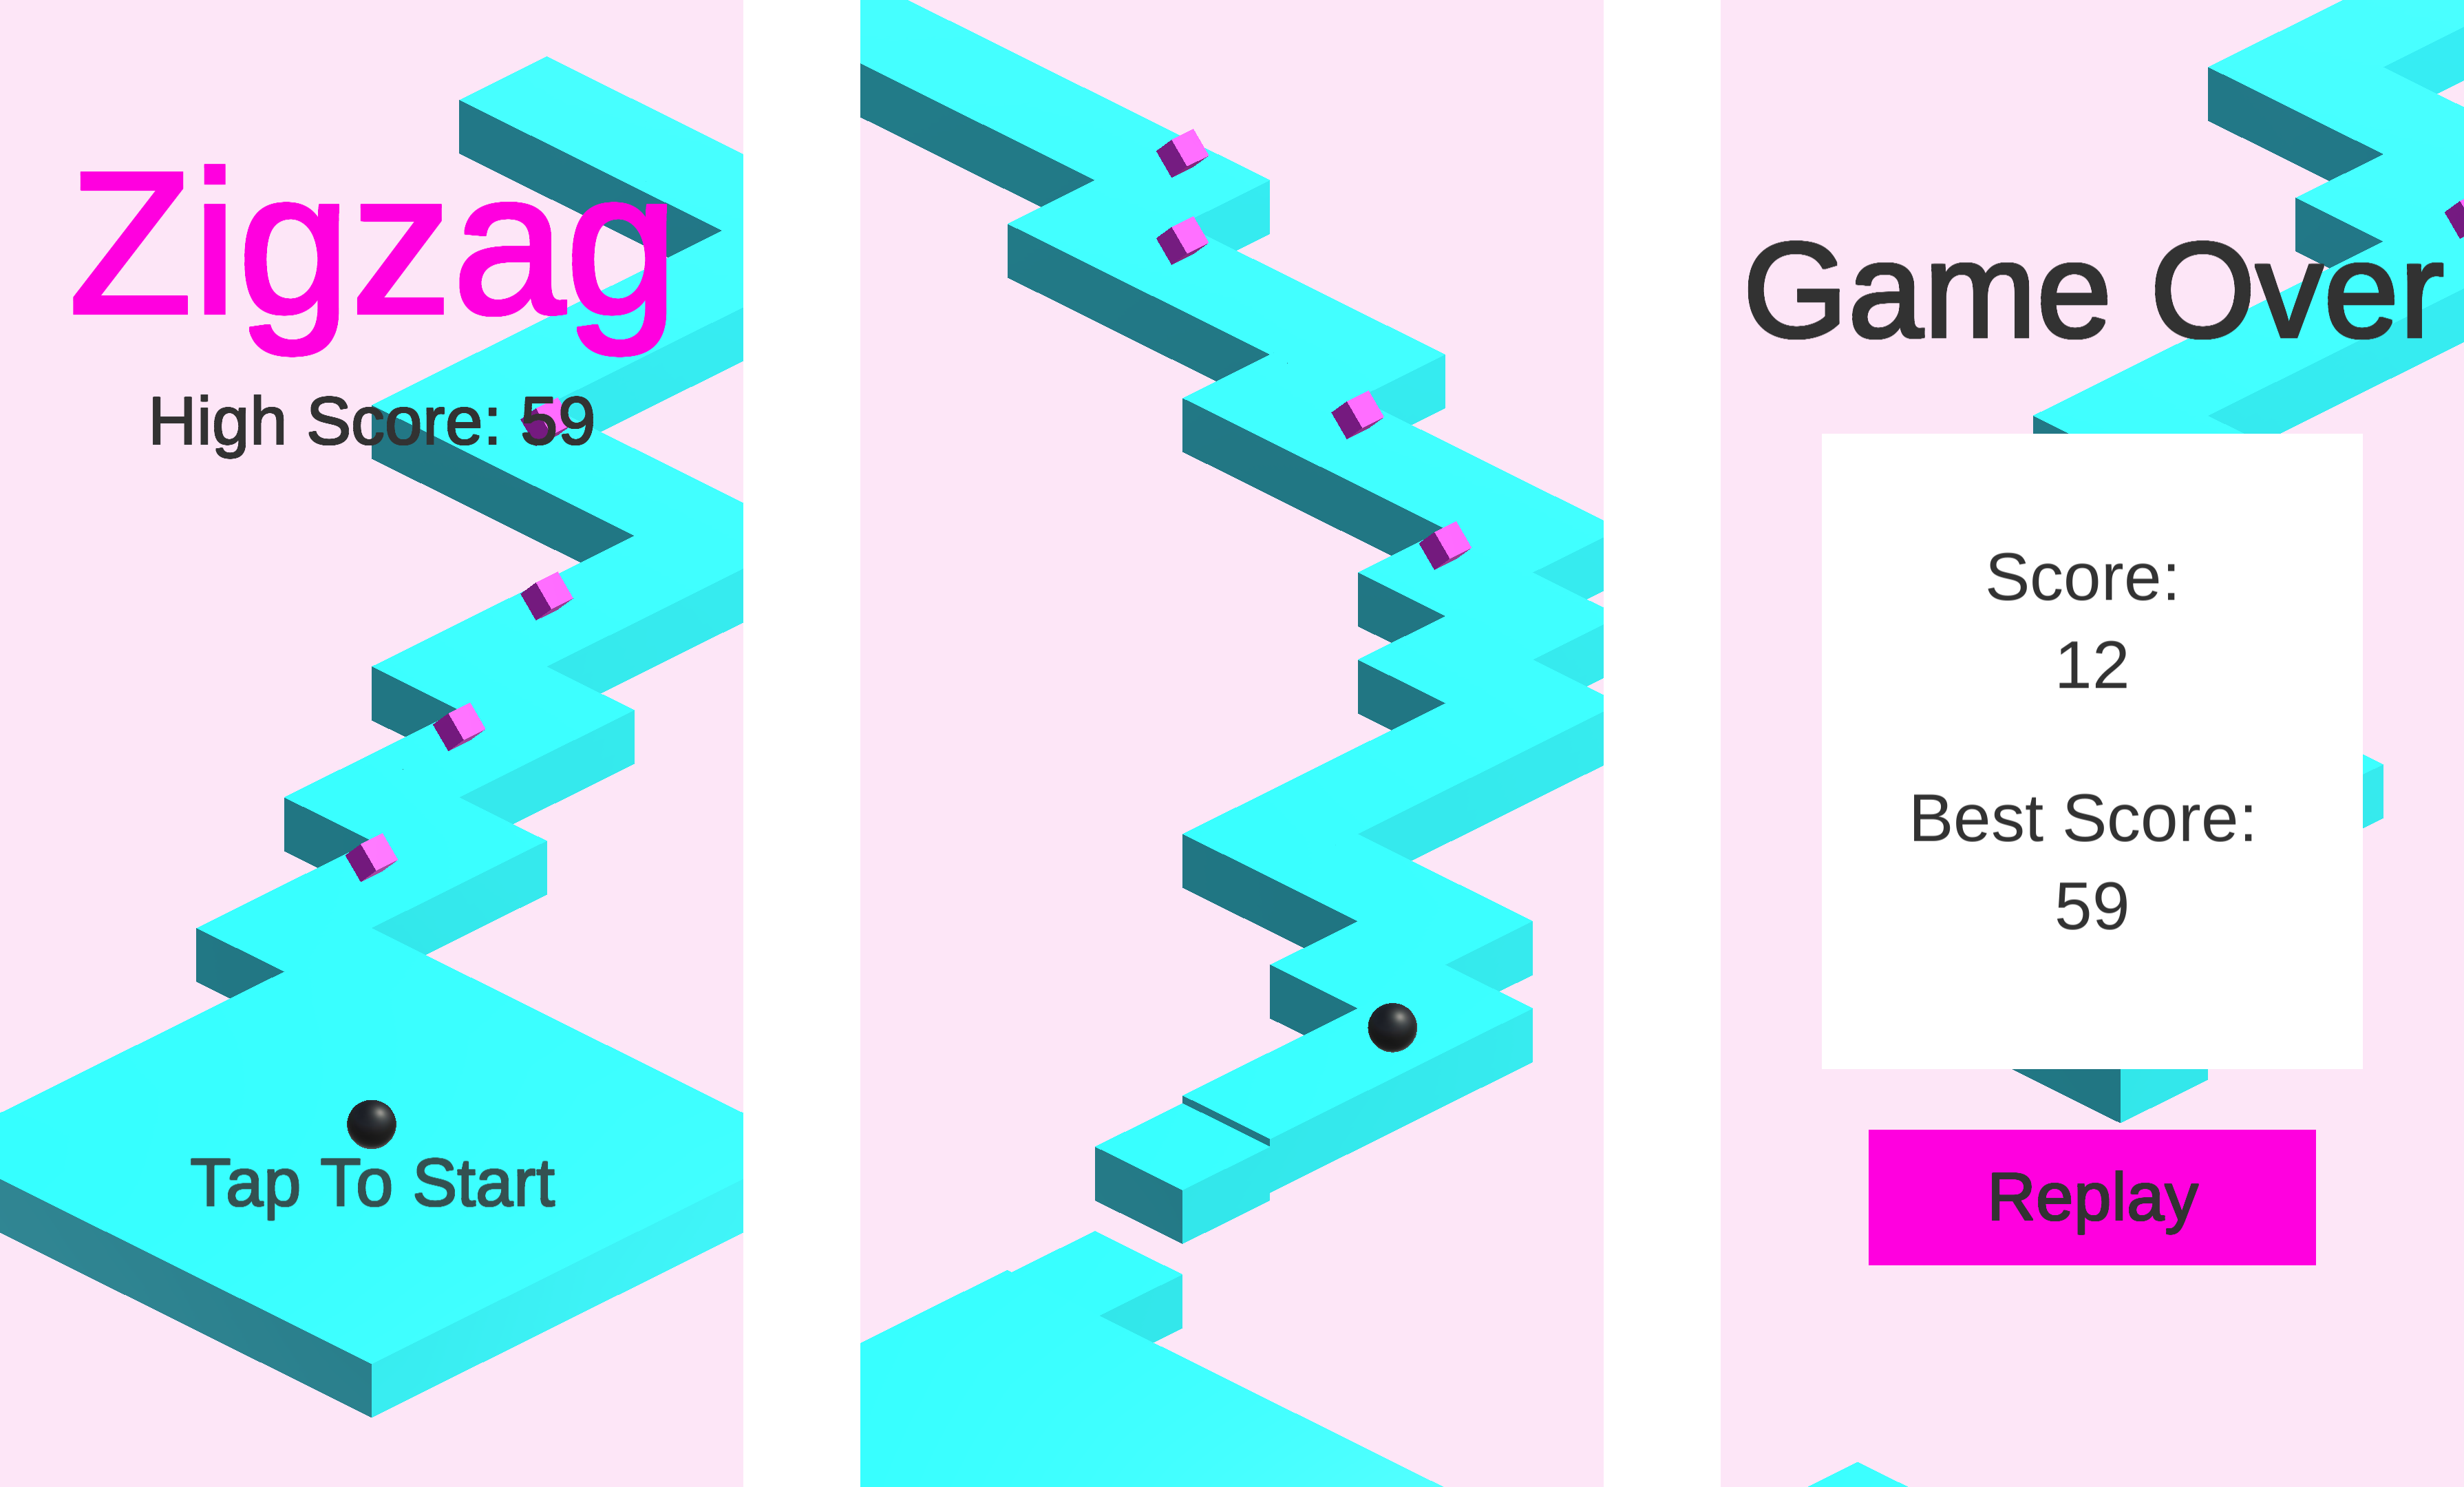 Zigzag
High Score: 59
Tap To Start
Game Over
Score:
12
Best Score:
59
Replay